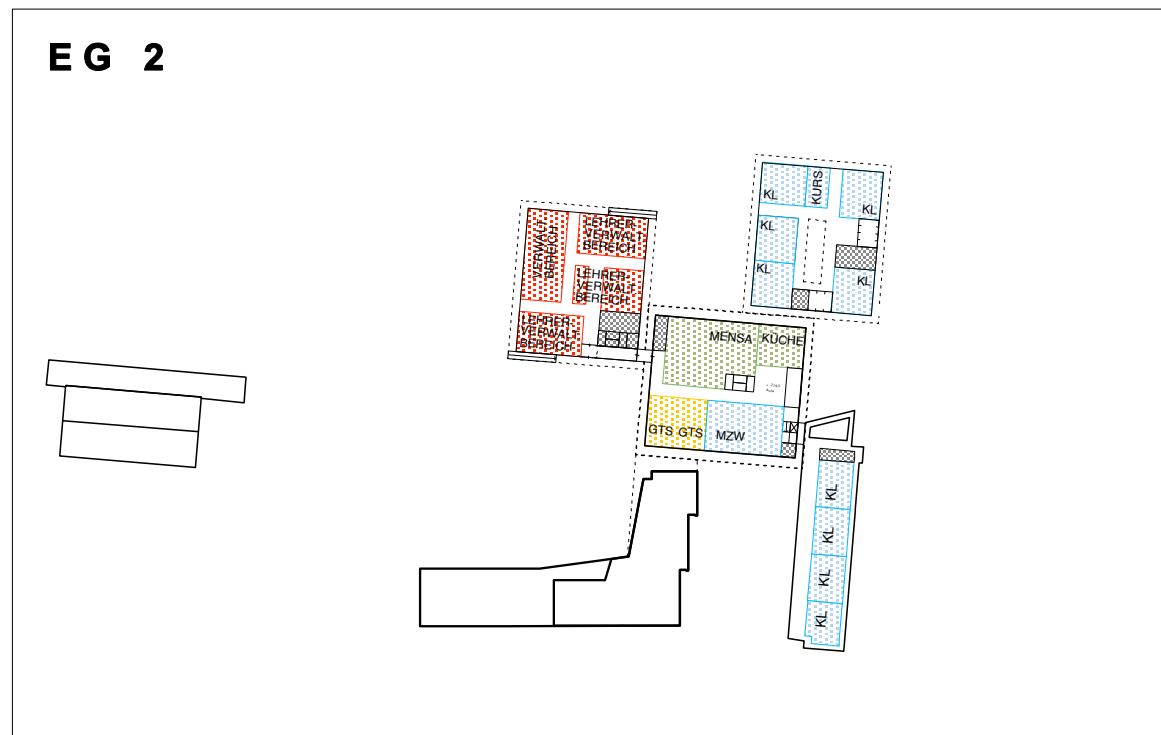 EG 2
KL
KURS
KL
KL
KL
KL
VERWALT
BEREICH
LEHRER-
VERWALT
BEREICH
LEHRER-
VERWALT
BEREICH
LEHRER-
VERWALT
BEREICH
MENSA
KÜCHE
GTS
GTS
MZW
KL
KL
KL
KL